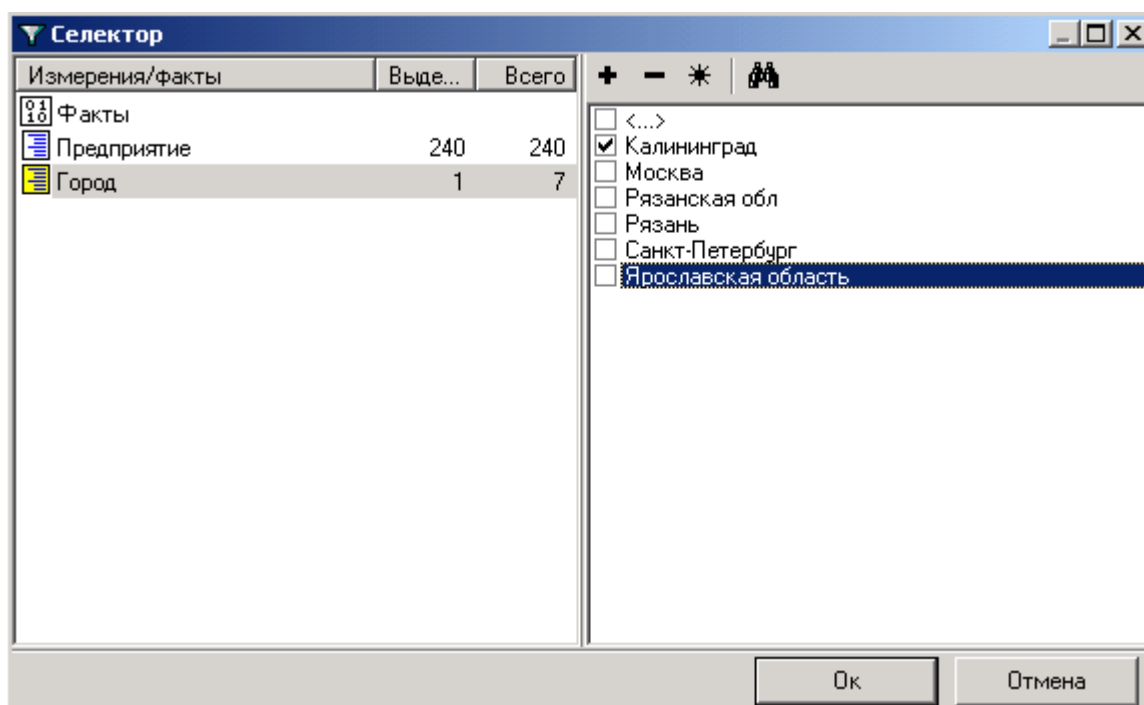 Селектор
Измерения/факты Выде... Всего
Факты
Предприятие 240 240
Город 1 7
<...>
Калининград
Москва
Рязанская обл
Рязань
Санкт-Петербург
Ярославская область
Ок Отмена